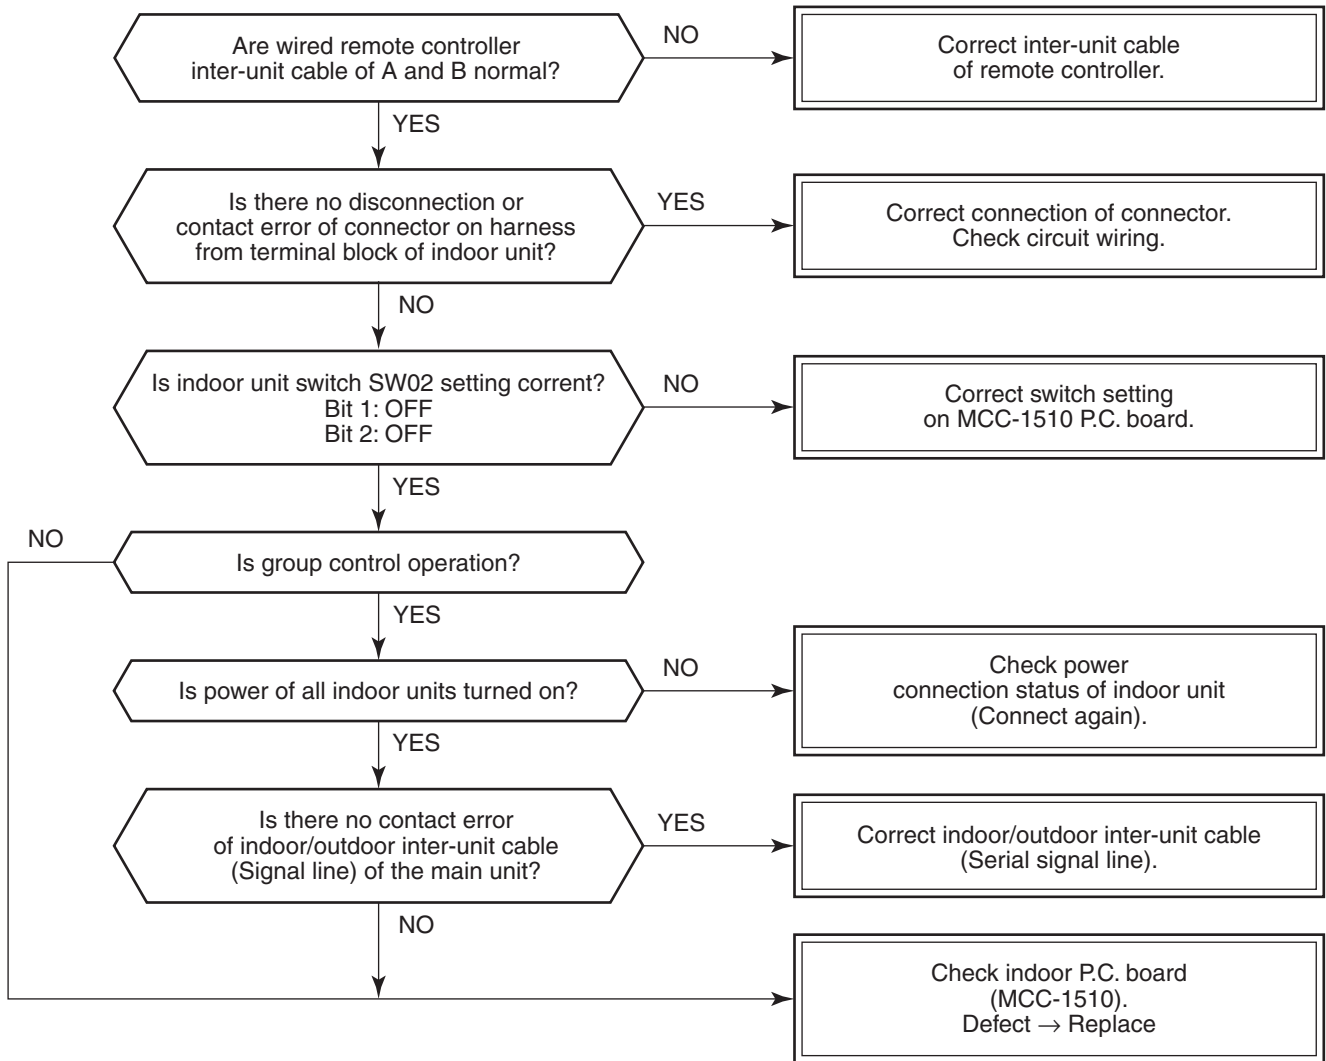 Are wired remote controller
inter-unit cable of A and B normal?
NO
Correct inter-unit cable
of remote controller.
YES
Is there no disconnection or
contact error of connector on harness
from terminal block of indoor unit?
YES
Correct connection of connector.
Check circuit wiring.
NO
Is indoor unit switch SW02 setting corrent?
Bit 1: OFF
Bit 2: OFF
NO
Correct switch setting
on MCC-1510 P.C. board.
YES
NO
Is group control operation?
YES
Is power of all indoor units turned on?
NO
Check power
connection status of indoor unit
(Connect again).
YES
Is there no contact error
of indoor/outdoor inter-unit cable
(Signal line) of the main unit?
YES
Correct indoor/outdoor inter-unit cable
(Serial signal line).
NO
Check indoor P.C. board
(MCC-1510).
Defect → Replace